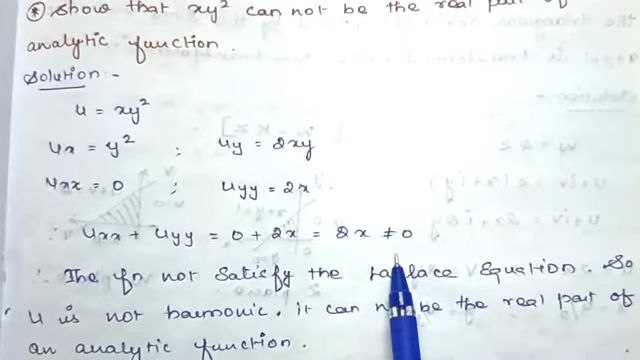 * Show that xy² can not be the real part of
analytic function.
Solution :-
u = xy²
ux = y² ; uy = 2xy
uxx = 0 ; uyy = 2x
∴ uxx + uyy = 0 + 2x = 2x ≠ 0
∴ The fn not satisfy the Equation. So
u is not harmonic. it can be the real part of
an analytic function.